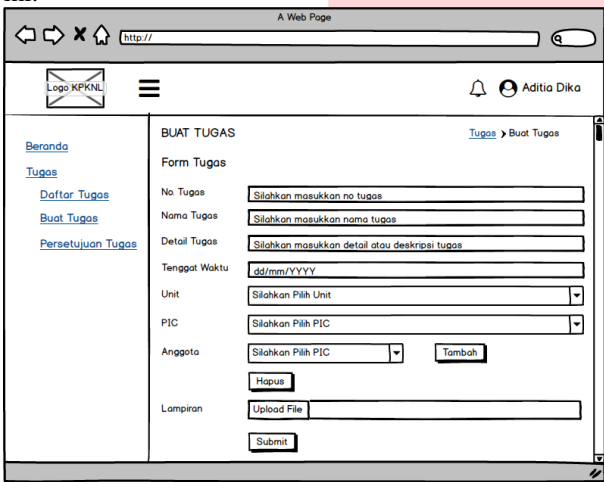 A Web Page
http://
Logo KPKNL
Aditia Dika
Beranda
Tugas
Daftar Tugas
Buat Tugas
Persetujuan Tugas
BUAT TUGAS
Tugas > Buat Tugas
Form Tugas
No. Tugas Silahkan masukkan no tugas
Nama Tugas Silahkan masukkan nama tugas
Detail Tugas Silahkan masukkan detail atau deskripsi tugas
Tenggat Waktu dd/mm/YYYY
Unit Silahkan Pilih Unit
PIC Silahkan Pilih PIC
Anggota Silahkan Pilih PIC Tambah
Hapus
Lampiran Upload File
Submit